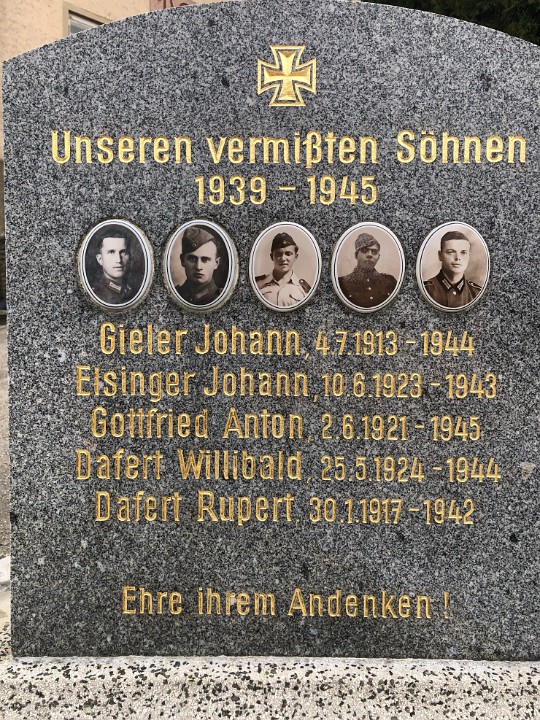 Unseren vermißten Söhnen
1939 – 1945
Gieler Johann, 4.7.1913 – 1944
Elsinger Johann, 10.6.1923 – 1943
Gottfried Anton, 2.6.1921 – 1945
Dafert Willibald, 25.5.1924 – 1944
Dafert Rupert, 30.1.1917 – 1942
Ehre ihrem Andenken !